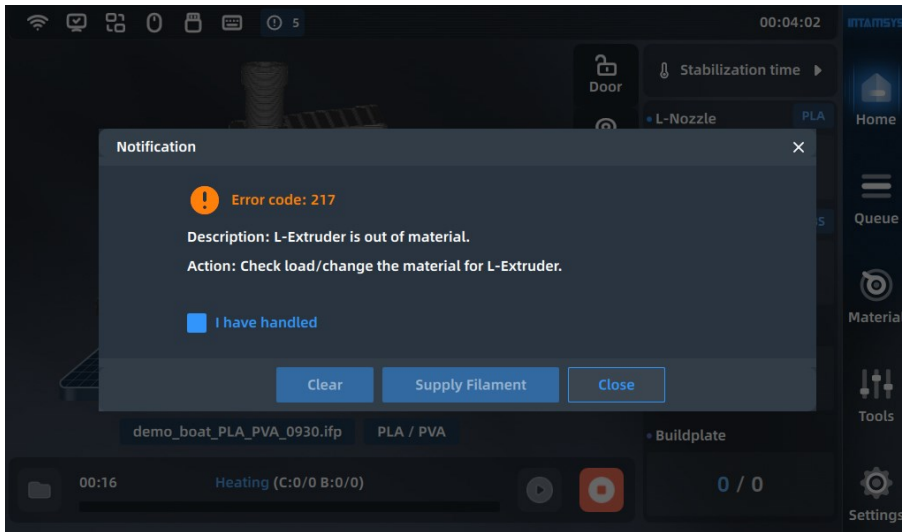 5
00:04:02
INTAMSYS
Door
Stabilization time
L-Nozzle
PLA
Home
Notification
Error code: 217
Description: L-Extruder is out of material.
Action: Check load/change the material for L-Extruder.
I have handled
Clear
Supply Filament
Close
Queue
Material
Tools
demo_boat_PLA_PVA_0930.ifp
PLA / PVA
Buildplate
00:16
Heating (C:0/0 B:0/0)
0 / 0
Settings